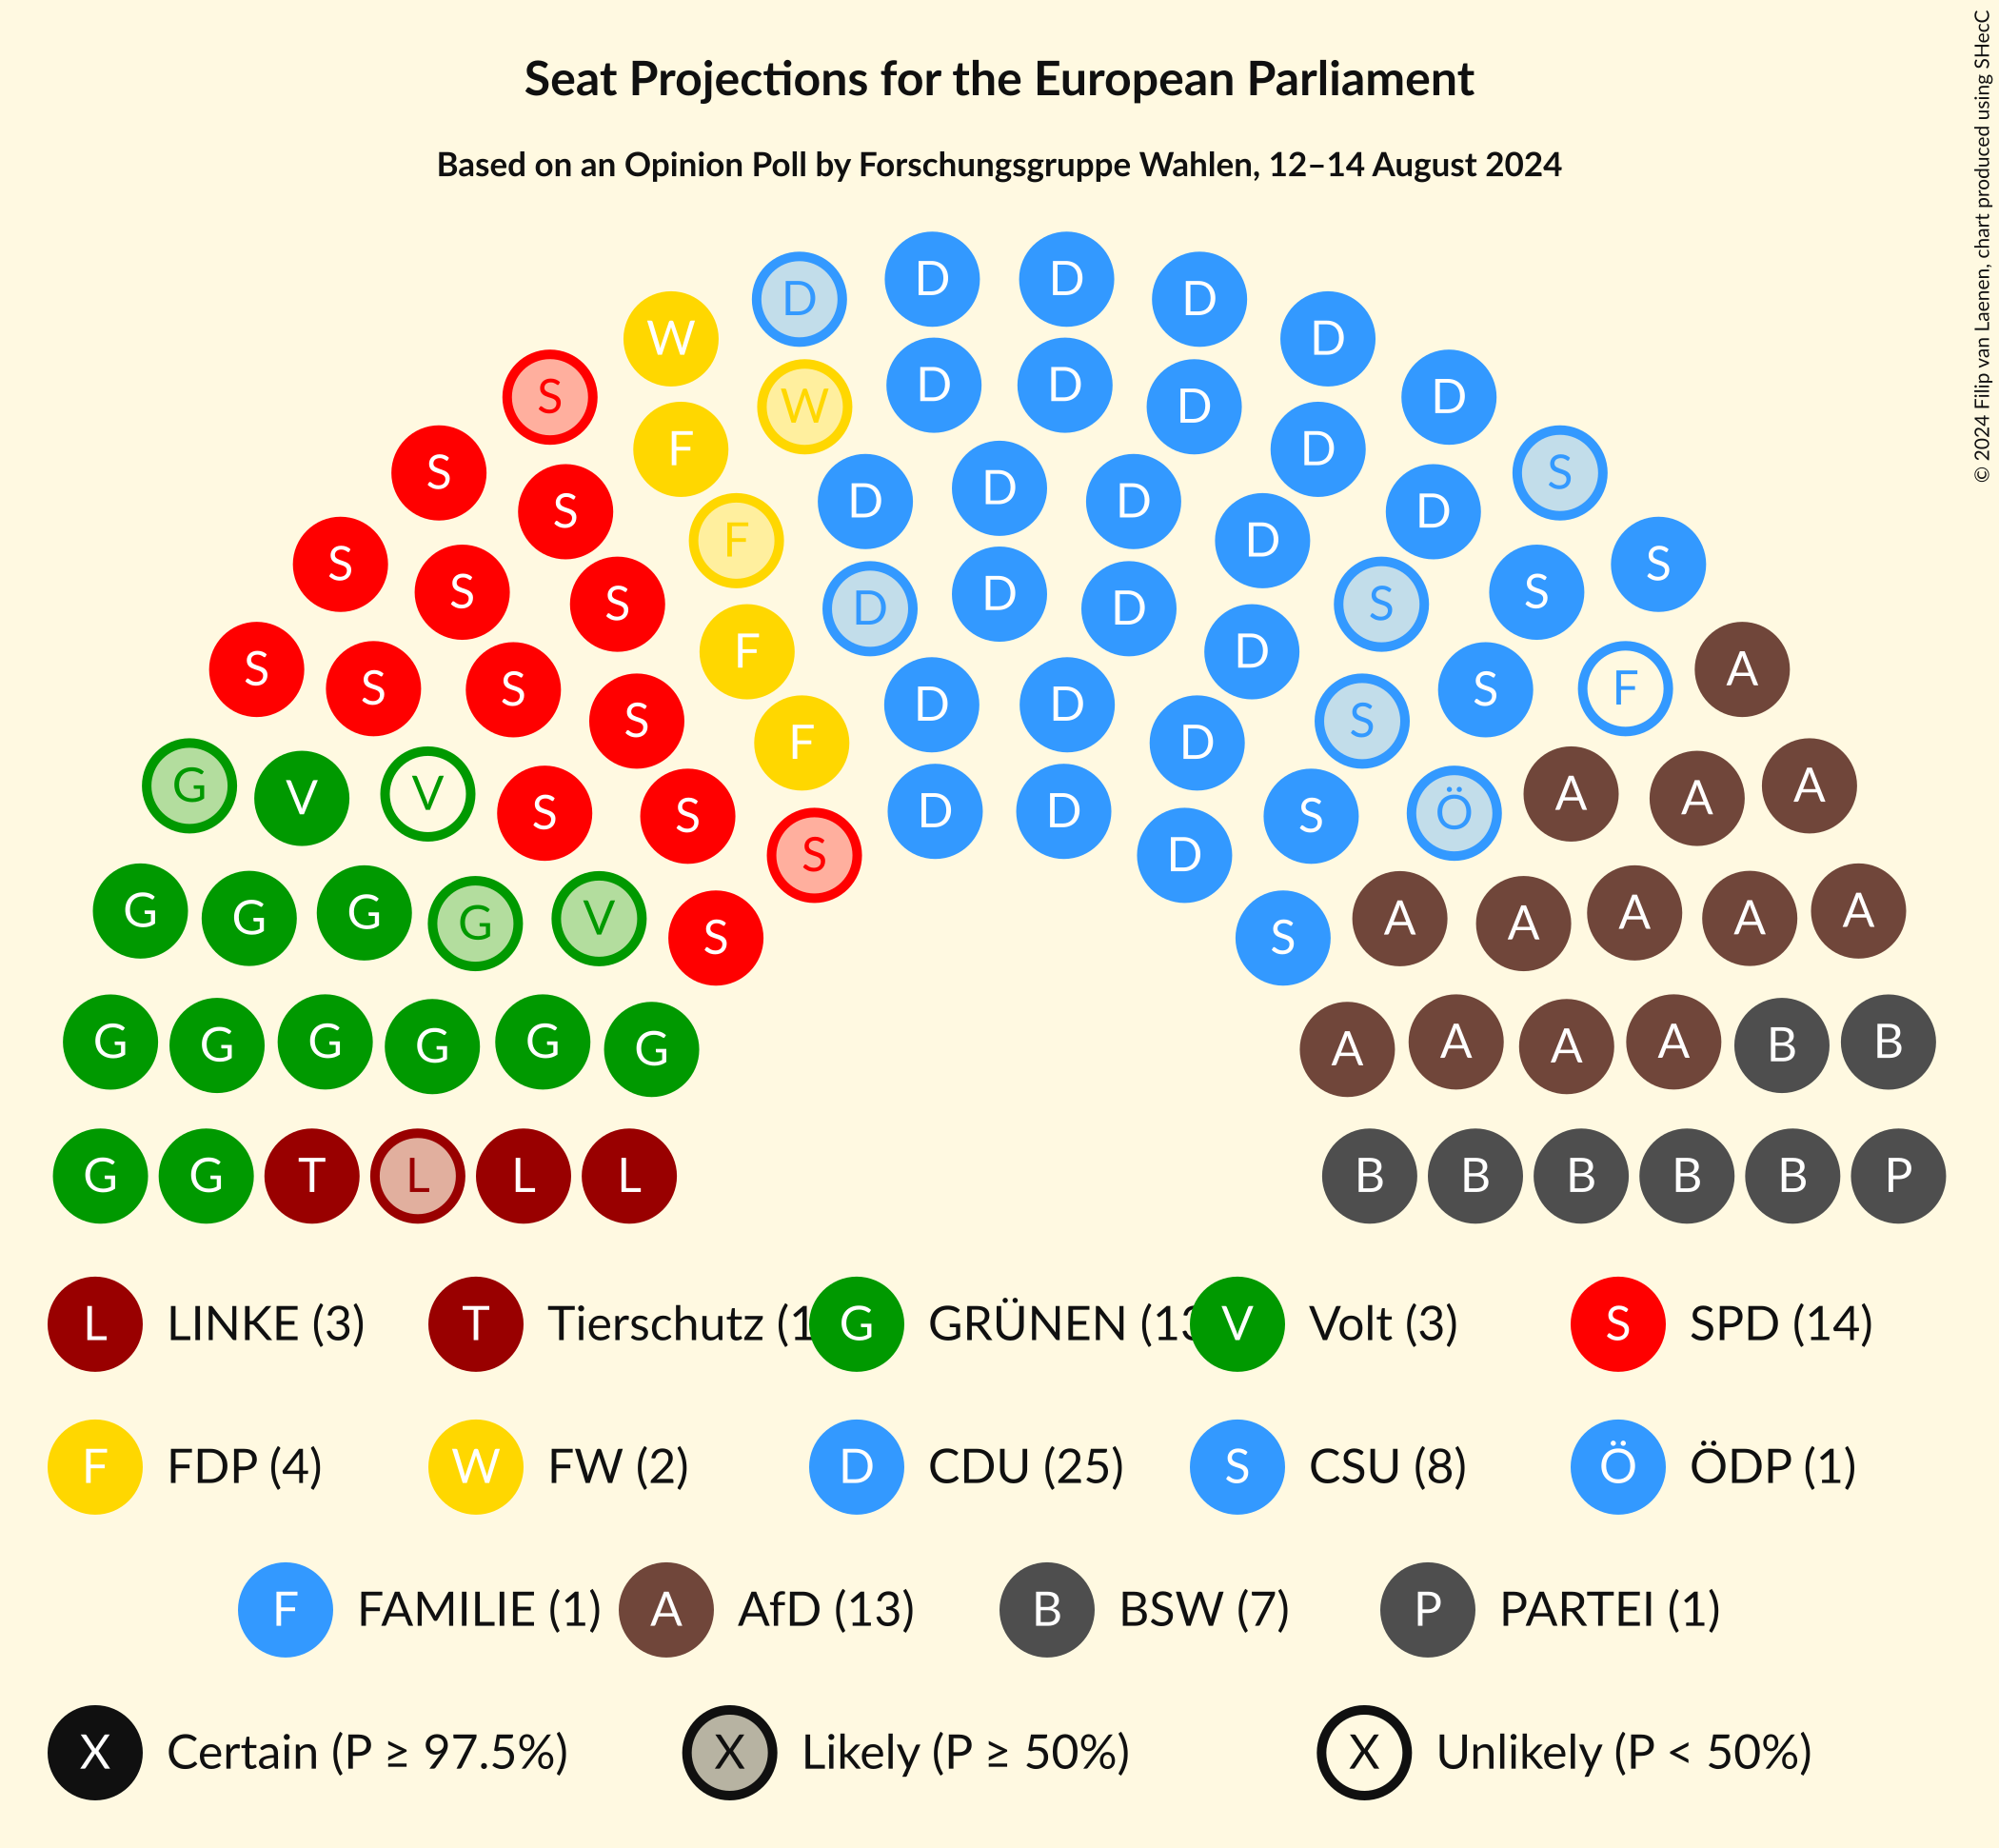 Seat Projections for the European Parliament
Based on an Opinion Poll by Forschungsgruppe Wahlen, 12–14 August 2024
© 2024 Filip van Laenen, chart produced using SHecC
D D D D
W D
S W D D D D
S F D S
S D D D D
S F D S
S S D D D S S
S F D A
S S S D D S S F
F D
G V V S S D D S Ö A A A
S D
G G G G V S S A A A A A
G G G G G G A A A A B B
G G T L L L B B B B B P
L LINKE (3) T Tierschutz (1 G GRÜNEN (13 V Volt (3) S SPD (14)
F FDP (4) W FW (2) D CDU (25) S CSU (8) Ö ÖDP (1)
F FAMILIE (1) A AfD (13) B BSW (7) P PARTEI (1)
X Certain (P ≥ 97.5%) X Likely (P ≥ 50%) X Unlikely (P < 50%)